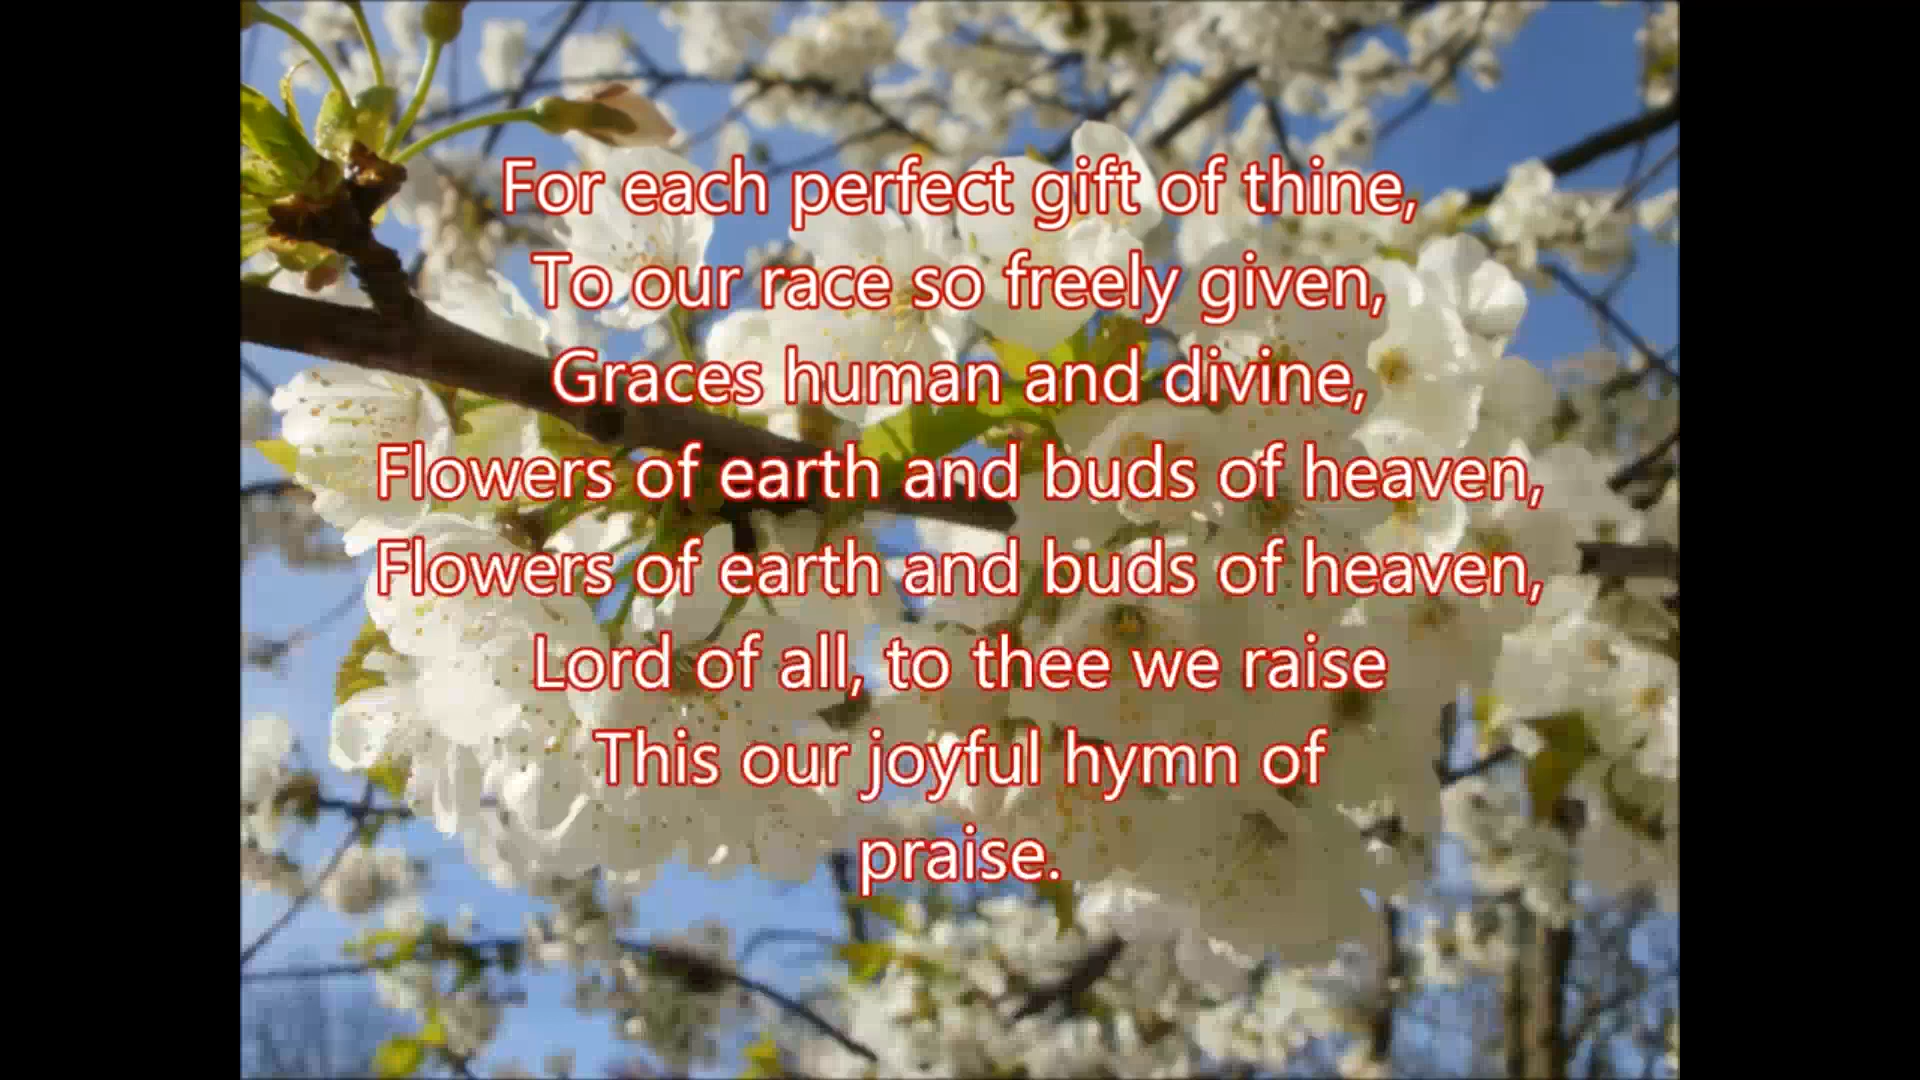 For each perfect gift of thine,
To our race so freely given,
Graces human and divine,
Flowers of earth and buds of heaven,
Flowers of earth and buds of heaven,
Lord of all, to thee we raise
This our joyful hymn of
praise.